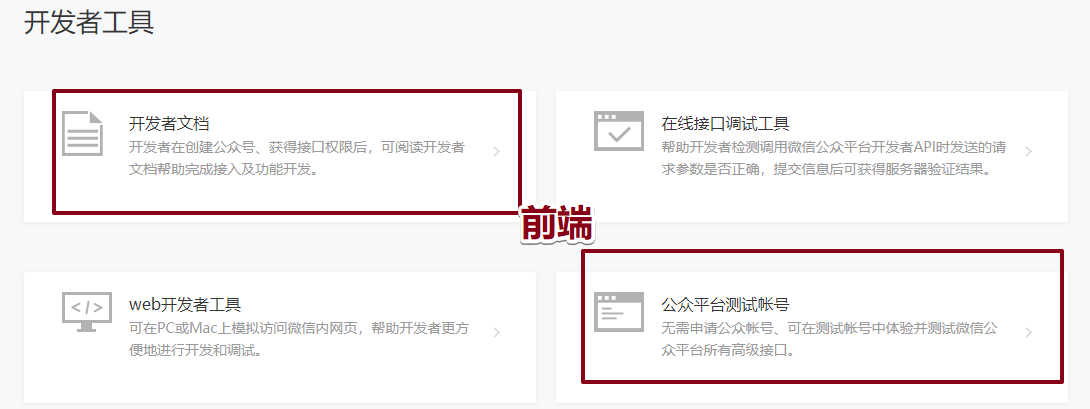 开发者工具
开发者文档
开发者在创建公众号、获得接口权限后，可阅读开发者
文档帮助完成接入及功能开发。
在线接口调试工具
帮助开发者检测调用微信公众平台开发者API时发送的请
求参数是否正确，提交信息后可获得服务器验证结果。
前端
web开发者工具
可在PC或Mac上模拟访问微信内网页，帮助开发者更方
便地进行开发和调试。
公众平台测试帐号
无需申请公众帐号、可在测试帐号中体验并测试微信公
众平台所有高级接口。